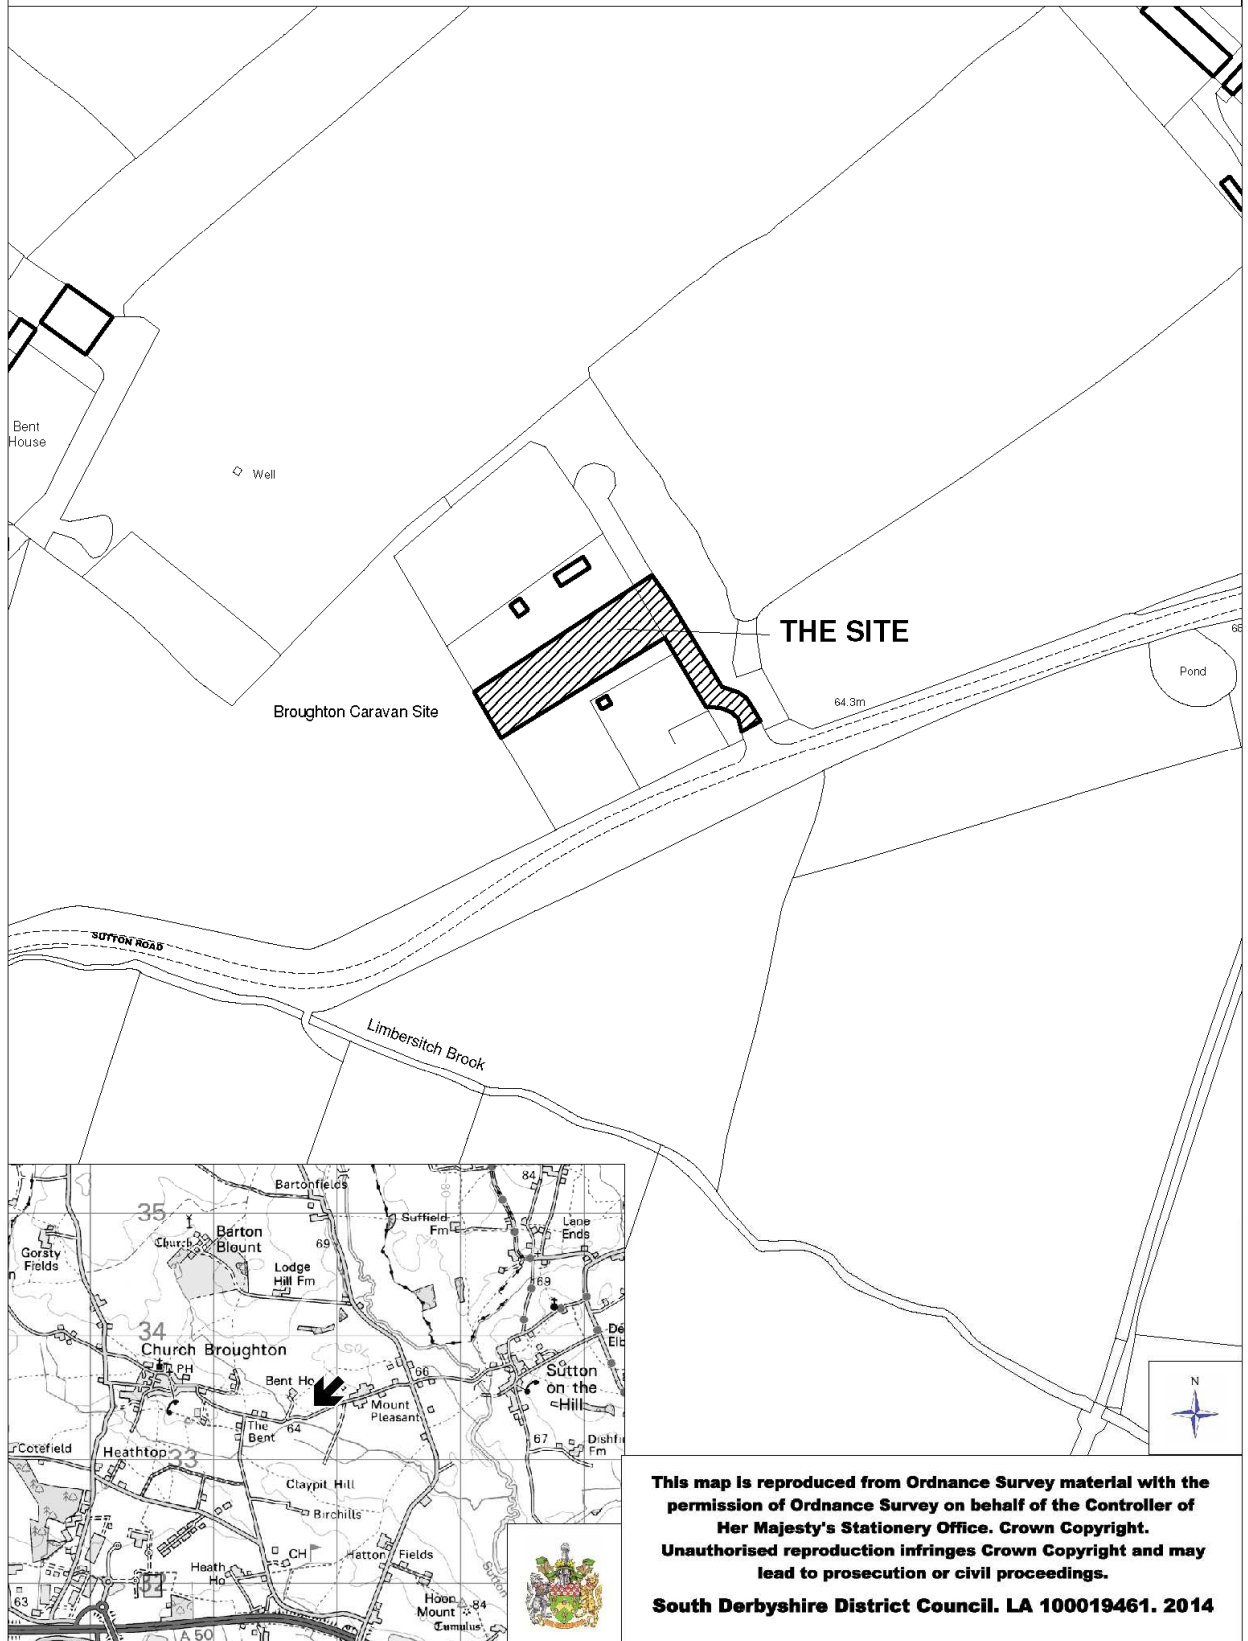 Bent
House
Well
THE SITE
Pond
64.3m
Broughton Caravan Site
SUTTON ROAD
Limbersitch Brook
Bartonfields
84
35
Suffield
Fm
Lane
Ends
Church
Barton
Blount
69
Gorsty
Fields
Lodge
Hill Fm
69
34
Church Broughton
PH
Bent Ho
66
Sutton
on the
Hill
Mount
Pleasant
The
Bent
64
67
Cotefield
Heathtop
33
Fm
Claypit Hill
Birchills
CH
Hatton Fields
Heath
Ho
32
63
Hoon
Mount
Tumulus
84
Sutton
A 50
N
This map is reproduced from Ordnance Survey material with the
permission of Ordnance Survey on behalf of the Controller of
Her Majesty's Stationery Office. Crown Copyright.
Unauthorised reproduction infringes Crown Copyright and may
lead to prosecution or civil proceedings.
South Derbyshire District Council. LA 100019461. 2014